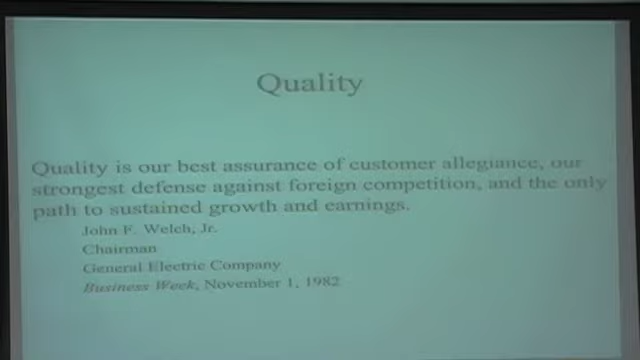 Quality
Quality is our best assurance of customer allegiance, our
strongest defense against foreign competition, and the only
path to sustained growth and earnings.
John F. Welch, Jr.
Chairman
General Electric Company
Business Week, November 1, 1982